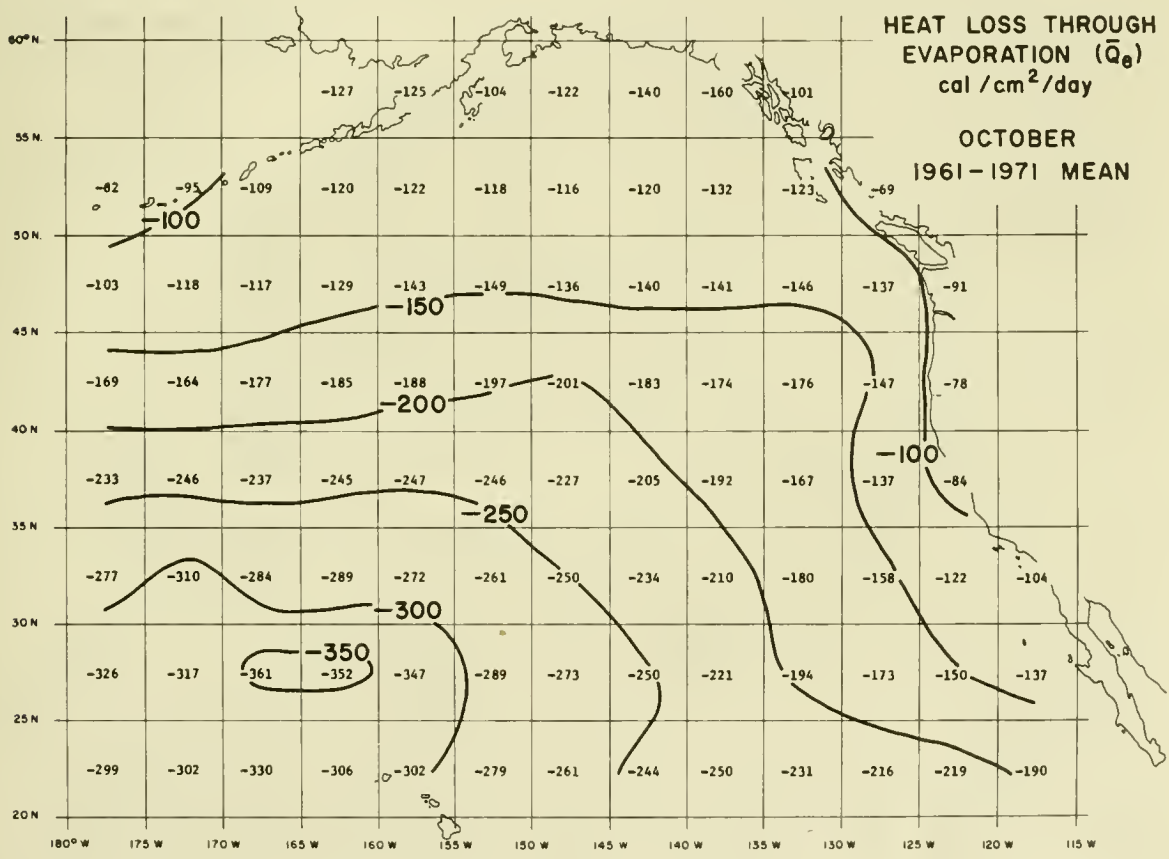 HEAT LOSS THROUGH
EVAPORATION (Q̄e)
cal/cm²/day
OCTOBER
1961-1971 MEAN
60°N
-127 -125 -104 -122 -140 -160 -101
55 N
-82 -95 -109 -120 -122 -118 -116 -120 -132 -123 -69
-100
50 N.
-103 -118 -117 -129 -143 -149 -136 -140 -141 -146 -137 -91
-150
45 N
-169 -164 -177 -185 -188 -197 -201 -183 -174 -176 -147 -78
-200
40 N
-100
-233 -246 -237 -245 -247 -246 -227 -205 -192 -167 -137 -84
-250
35 N
-277 -310 -284 -289 -272 -261 -250 -234 -210 -180 -158 -122 -104
-300
30 N
-350
-326 -317 -361 -352 -347 -289 -273 -250 -221 -194 -173 -150 -137
25 N
-299 -302 -330 -306 -302 -279 -261 -244 -250 -231 -216 -219 -190
20 N
180° W 175 W 170 W 165 W 160 W 155 W 150 W 145 W 140 W 135 W 130 W 125 W 120 W 115 W